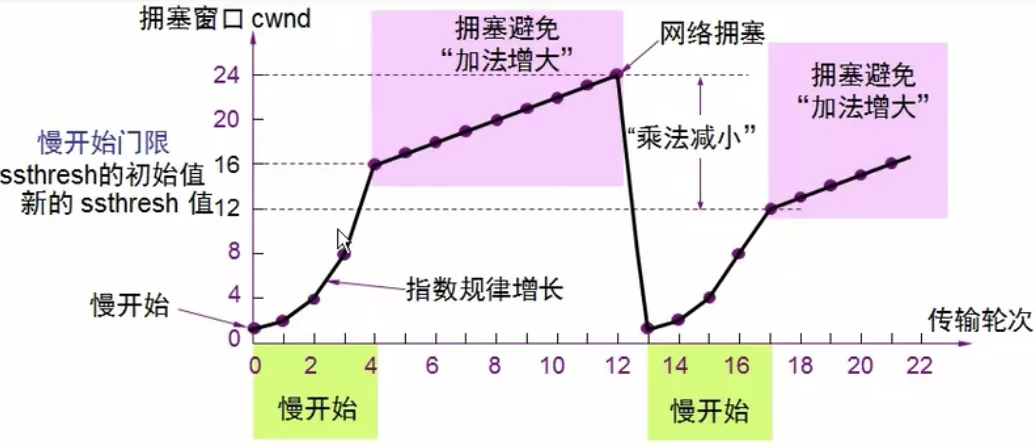 拥塞窗口 cwnd
拥塞避免
“加法增大”
网络拥塞
拥塞避免
“加法增大”
24
20
慢开始门限
ssthresh的初始值
16
新的 ssthresh 值
12
“乘法减小”
8
4
0
指数规律增长
慢开始
传输轮次
0 2 4 6 8 10 12 14 16 18 20 22
慢开始
慢开始